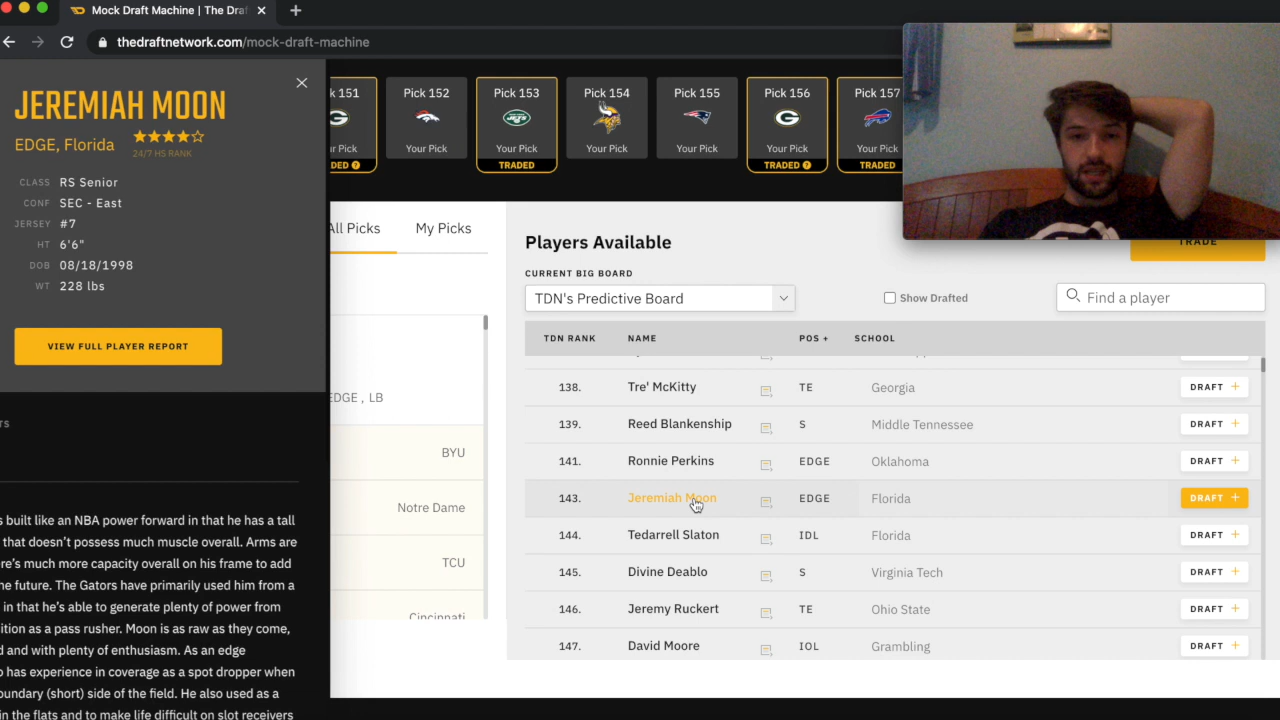 Mock Draft Machine | The Dra
thedraftnetwork.com/mock-draft-machine
JEREMIAH MOON
EDGE, Florida
24/7 HS RANK
CLASS RS Senior
CONF SEC - East
JERSEY #7
HT 6'6"
DOB 08/18/1998
WT 228 lbs
VIEW FULL PLAYER REPORT
TS
s built like an NBA power forward in that he has a tall
that doesn't possess much muscle overall. Arms are
ere's much more capacity overall on his frame to add
he future. The Gators have primarily used him from a
in that he's able to generate plenty of power from
ition as a pass rusher. Moon is as raw as they come,
d and with plenty of enthusiasm. As an edge
o has experience in coverage as a spot dropper when
oundary (short) side of the field. He also used as a
in the flats and to make life difficult on slot receivers
k 151 Pick 152 Pick 153 Pick 154 Pick 155 Pick 156 Pick 157
JETS
ur Pick Your Pick Your Pick Your Pick Your Pick Your Pick Your Pick
DED ? TRADED TRADED ? TRADED
All Picks My Picks
EDGE , LB
BYU
Notre Dame
TCU
Cincinnati
Players Available
TRADE
CURRENT BIG BOARD
TDN's Predictive Board
Show Drafted
Find a player
TDN RANK NAME POS + SCHOOL
138. Tre' McKitty TE Georgia DRAFT +
139. Reed Blankenship S Middle Tennessee DRAFT +
141. Ronnie Perkins EDGE Oklahoma DRAFT +
143. Jeremiah Moon EDGE Florida DRAFT +
144. Tedarrell Slaton IDL Florida DRAFT +
145. Divine Deablo S Virginia Tech DRAFT +
146. Jeremy Ruckert TE Ohio State DRAFT +
147. David Moore IOL Grambling DRAFT +